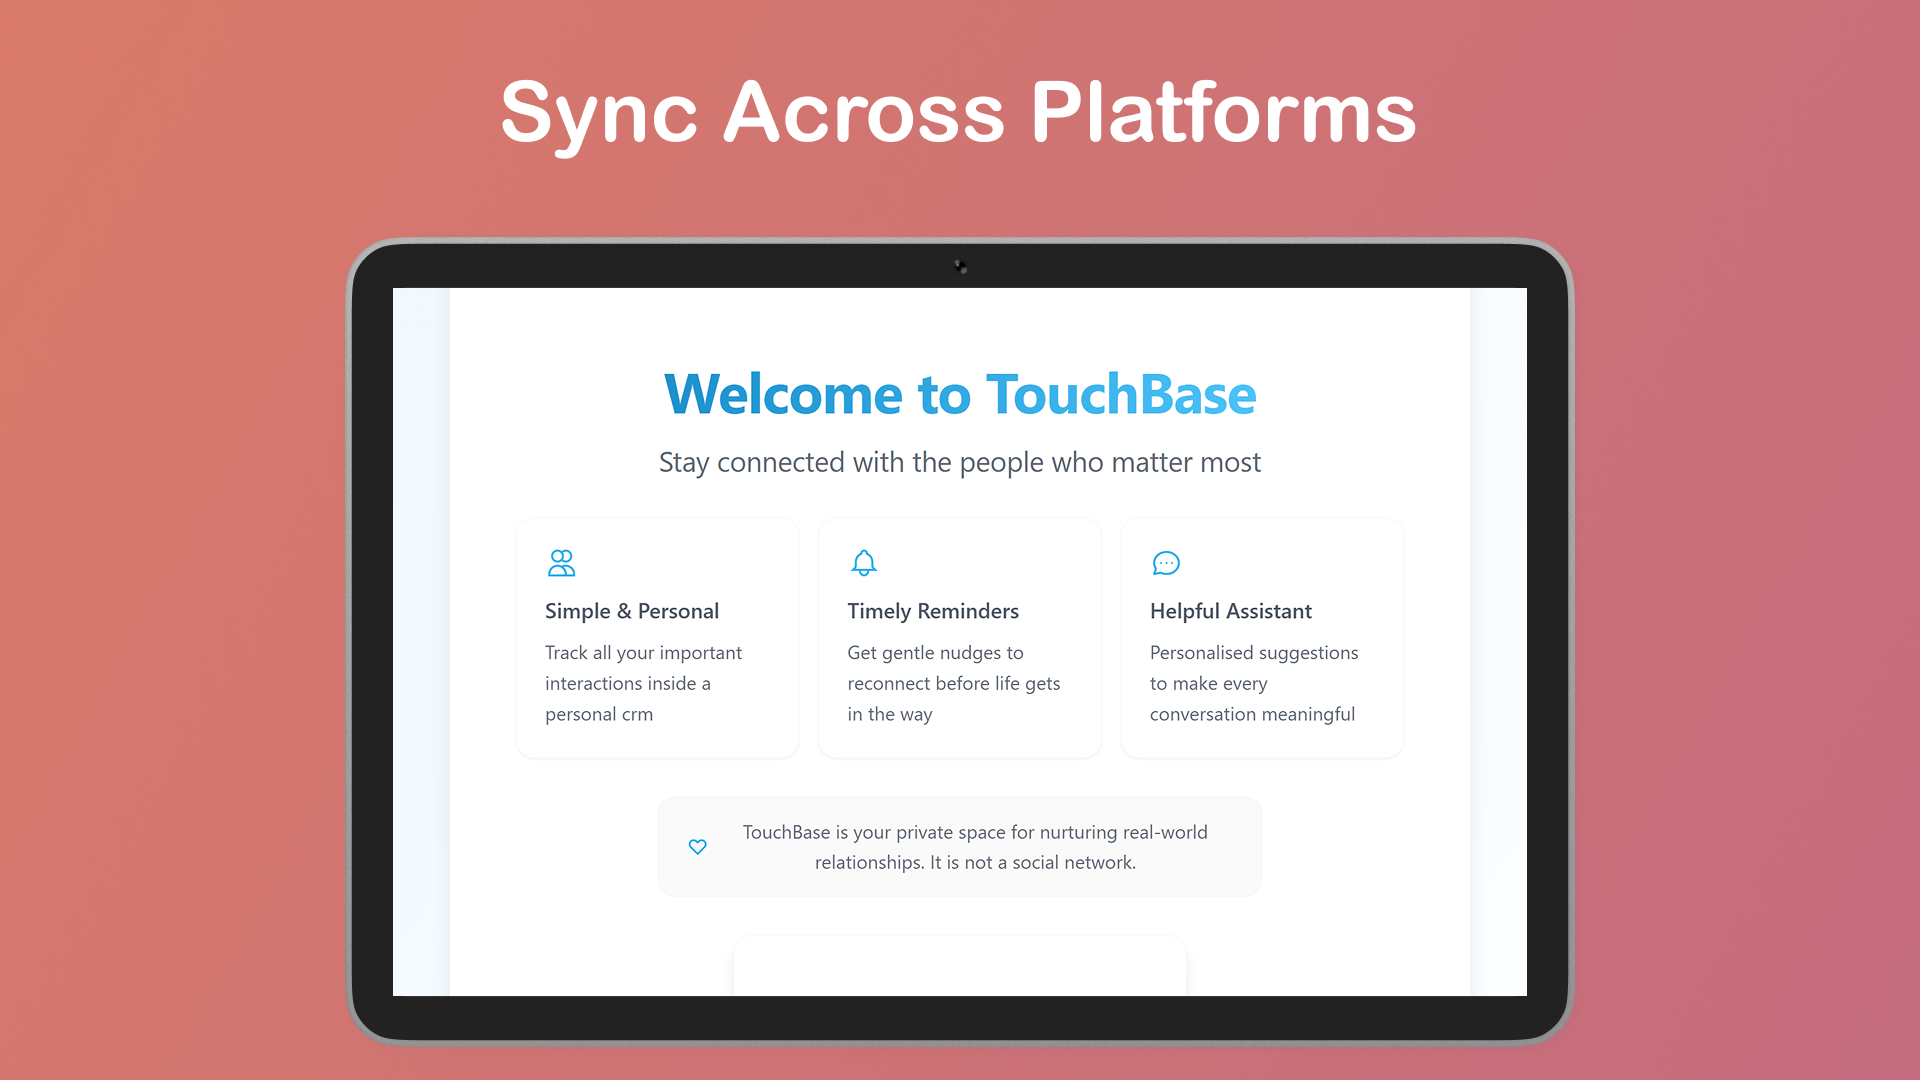 Sync Across Platforms
Welcome to TouchBase
Stay connected with the people who matter most
Simple & Personal
Track all your important
interactions inside a
personal crm
Timely Reminders
Get gentle nudges to
reconnect before life gets
in the way
Helpful Assistant
Personalised suggestions
to make every
conversation meaningful
TouchBase is your private space for nurturing real-world
relationships. It is not a social network.